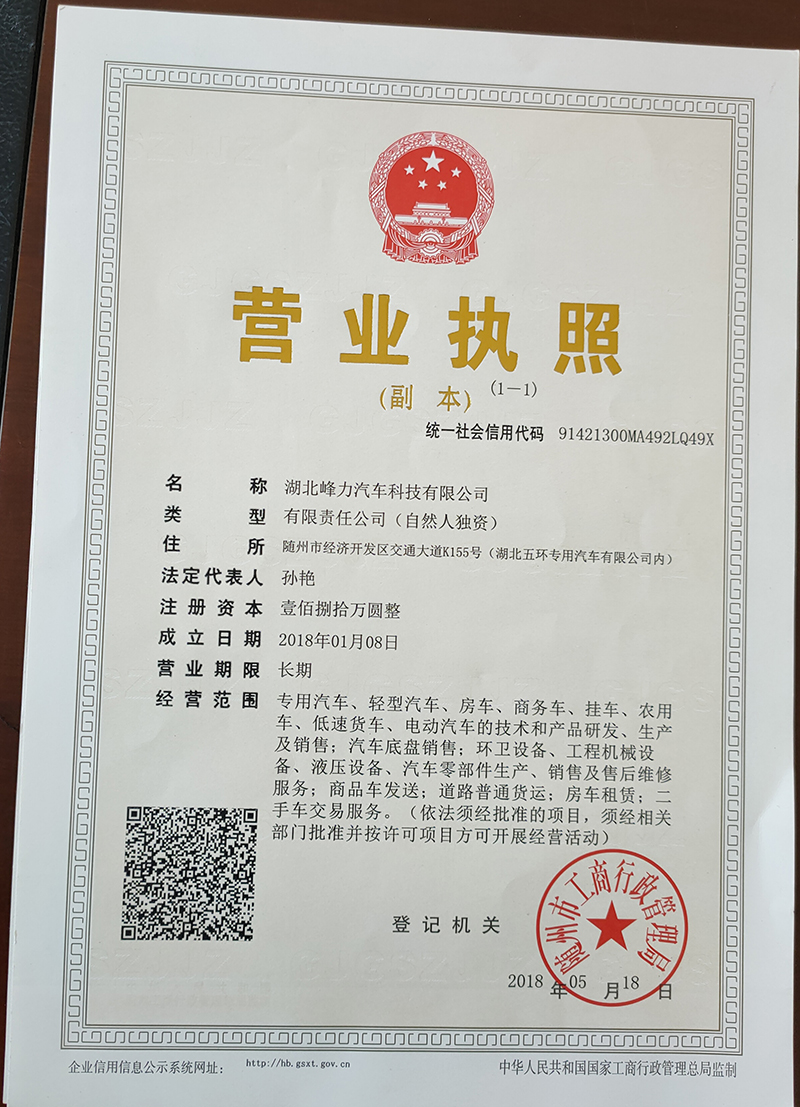 营业执照
(副 本) (1-1)
统一社会信用代码 91421300MA492LQ49X
名 称 湖北峰力汽车科技有限公司
类 型 有限责任公司（自然人独资）
住 所 随州市经济开发区交通大道K155号（湖北五环专用汽车有限公司内）
法定代表人 孙艳
注册资本 壹佰捌拾万圆整
成立日期 2018年01月08日
营业期限 长期
经营范围 专用汽车、轻型汽车、房车、商务车、挂车、农用
车、低速货车、电动汽车的技术和产品研发、生产
及销售；汽车底盘销售；环卫设备、工程机械设
备、液压设备、汽车零部件生产、销售及售后维修
服务；商品车发送；道路普通货运；房车租赁；二
手车交易服务。（依法须经批准的项目，须经相关
部门批准并按许可项目方可开展经营活动）
随州市工商行政管理局
登记机关
2018年05月18日
企业信用信息公示系统网址： http://hb.gsxt.gov.cn
中华人民共和国国家工商行政管理总局监制